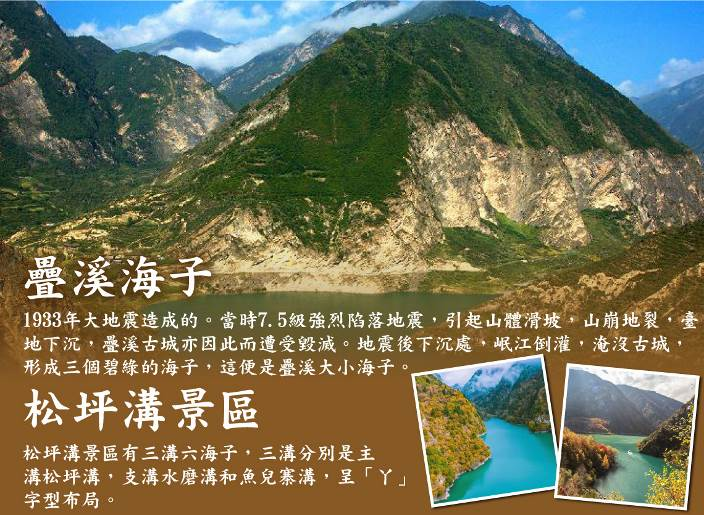 疊溪海子
1933年大地震造成的。當時7.5級強烈陷落地震，引起山體滑坡，山崩地裂，臺
地下沉，疊溪古城亦因此而遭受毀滅。地震後下沉處，岷江倒灌，淹沒古城，
形成三個碧綠的海子，這便是疊溪大小海子。
松坪溝景區
松坪溝景區有三溝六海子，三溝分別是主
溝松坪溝，支溝水磨溝和魚兒寨溝，呈「丫」
字型布局。